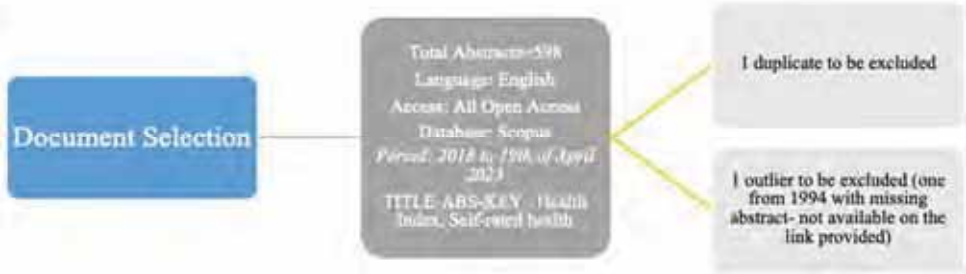 Document Selection
Total Abstracts=598
Language: English
Access: All Open Access
Database: Scopus
Period: 2018 to 19th of April
2023
TITLE-ABS-KEY: Health
Index, Self-rated health
1 duplicate to be excluded
1 outlier to be excluded (one
from 1994 with missing
abstract- not available on the
link provided)